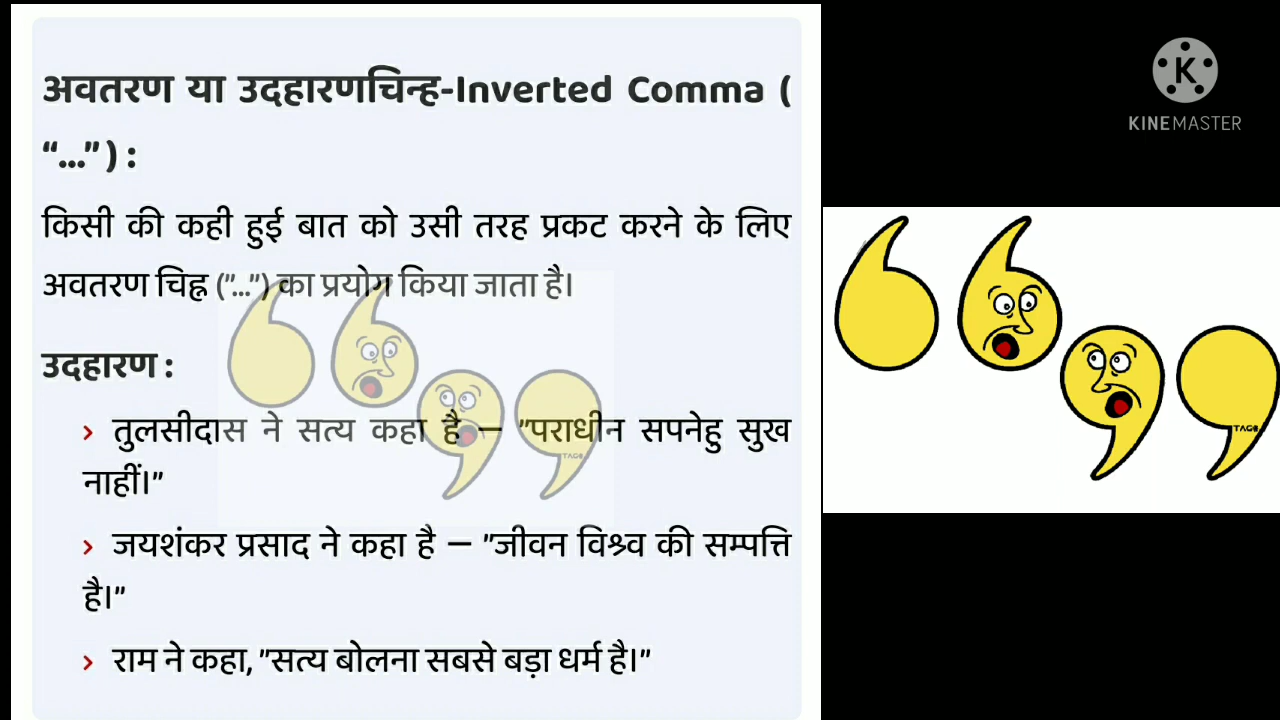 अवतरण या उदहारणचिन्ह-Inverted Comma (
“...” ) :
किसी की कही हुई बात को उसी तरह प्रकट करने के लिए
अवतरण चिह्न ("...") का प्रयोग किया जाता है।
उदहारण :
› तुलसीदास ने सत्य कहा है — "पराधीन सपनेहु सुख
नाहीं।"
› जयशंकर प्रसाद ने कहा है — "जीवन विश्र्व की सम्पत्ति
है।"
› राम ने कहा, "सत्य बोलना सबसे बड़ा धर्म है।"
K
KINEMASTER
TAGS